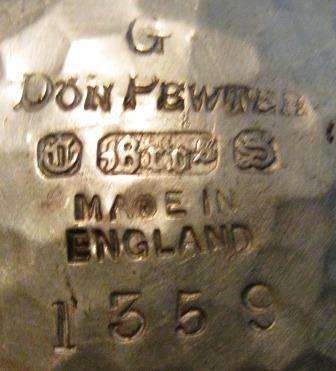 G
DON PEWTER
S
MADE IN
ENGLAND
1359